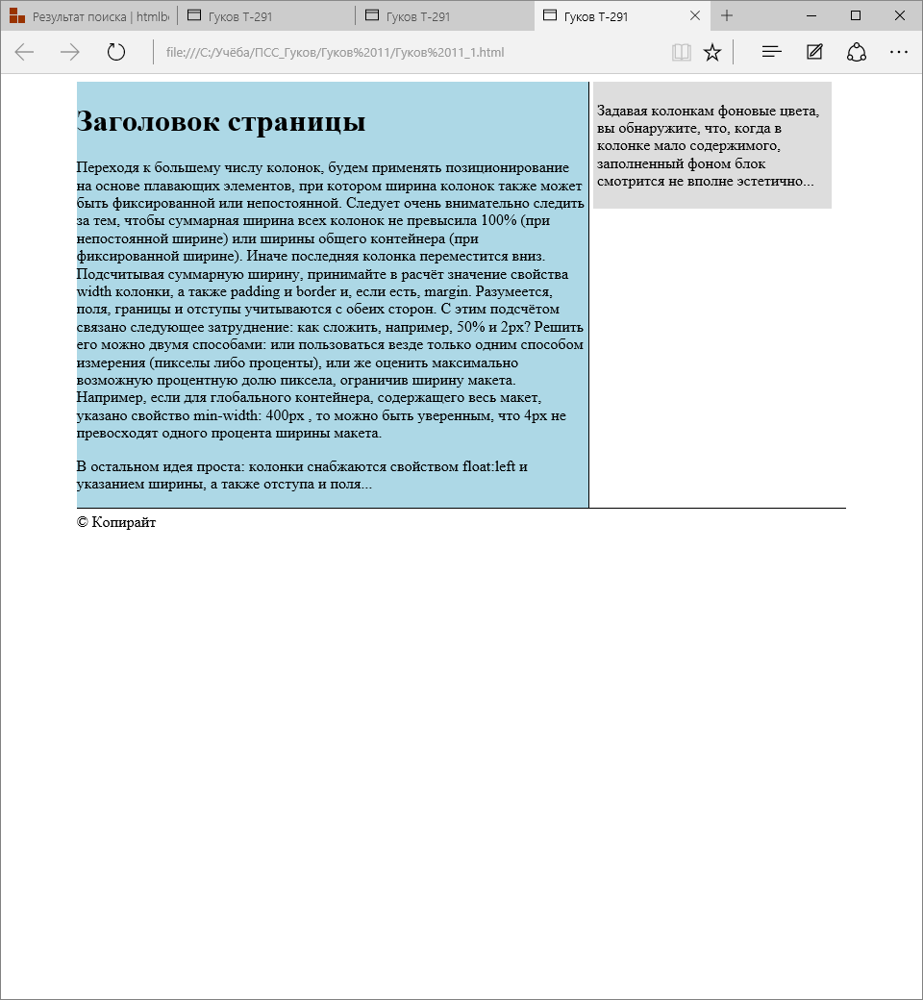 Результат поиска | htmlb
Гуков Т-291
Гуков Т-291
Гуков Т-291
file:///C:/Учёба/ПСС_Гуков/Гуков%2011/Гуков%2011_1.html
Заголовок страницы
Переходя к большему числу колонок, будем применять позиционирование
на основе плавающих элементов, при котором ширина колонок также может
быть фиксированной или непостоянной. Следует очень внимательно следить
за тем, чтобы суммарная ширина всех колонок не превысила 100% (при
непостоянной ширине) или ширины общего контейнера (при
фиксированной ширине). Иначе последняя колонка переместится вниз.
Подсчитывая суммарную ширину, принимайте в расчёт значение свойства
width колонки, а также padding и border и, если есть, margin. Разумеется,
поля, границы и отступы учитываются с обеих сторон. С этим подсчётом
связано следующее затруднение: как сложить, например, 50% и 2px? Решить
его можно двумя способами: или пользоваться везде только одним способом
измерения (пикселы либо проценты), или же оценить максимально
возможную процентную долю пиксела, ограничив ширину макета.
Например, если для глобального контейнера, содержащего весь макет,
указано свойство min-width: 400px , то можно быть уверенным, что 4px не
превосходят одного процента ширины макета.
В остальном идея проста: колонки снабжаются свойством float:left и
указанием ширины, а также отступа и поля...
Задавая колонкам фоновые цвета,
вы обнаружите, что, когда в
колонке мало содержимого,
заполненный фоном блок
смотрится не вполне эстетично...
© Копирайт